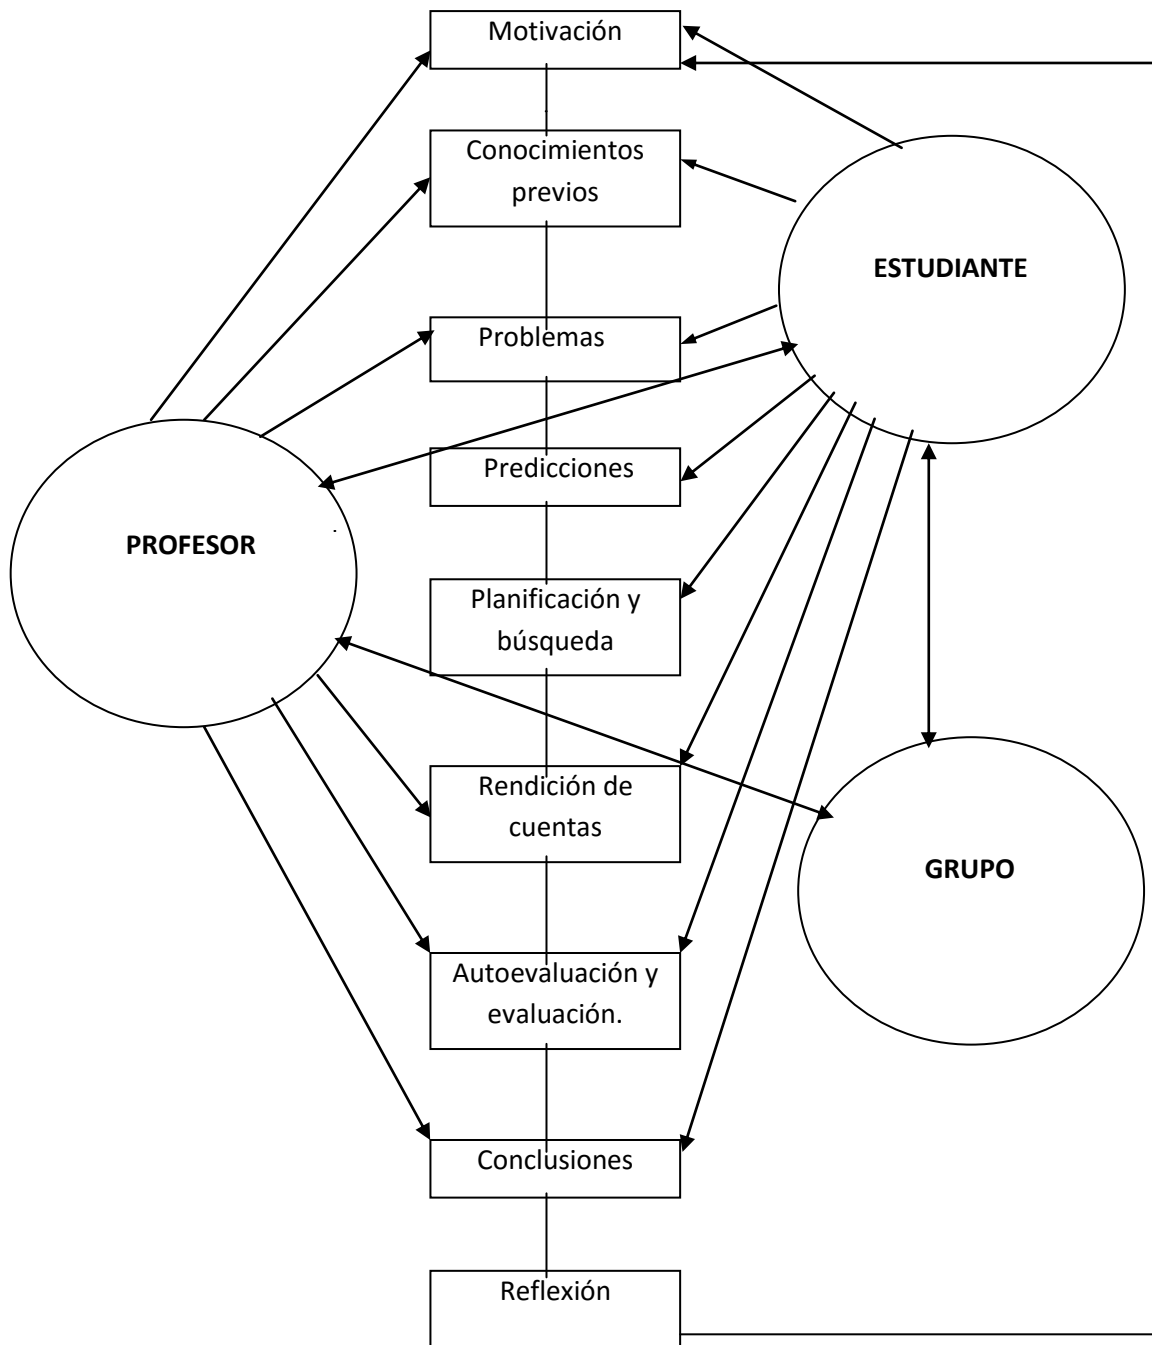 Motivación
Conocimientos
previos
ESTUDIANTE
Problemas
Predicciones
PROFESOR
Planificación y
búsqueda
Rendición de
cuentas
GRUPO
Autoevaluación y
evaluación.
Conclusiones
Reflexión